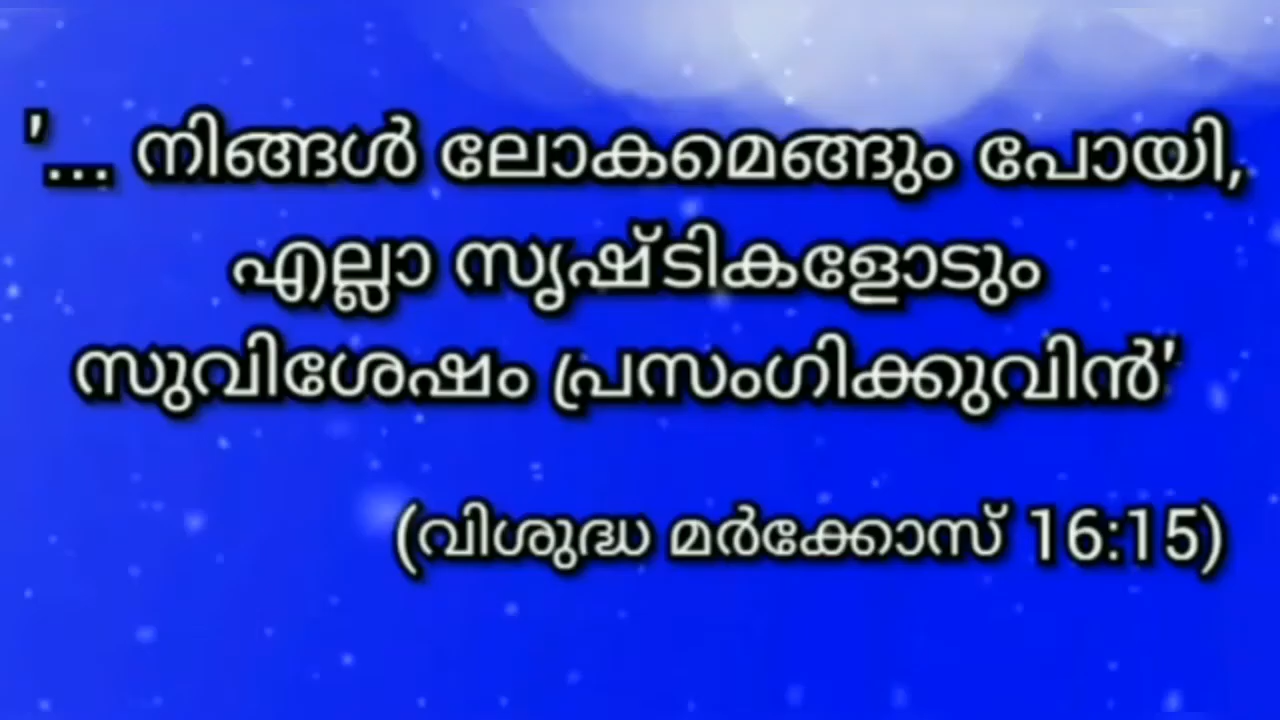 '... നിങ്ങൾ ലോകമെങ്ങും പോയി,
എല്ലാ സൃഷ്ടികളോടും
സുവിശേഷം പ്രസംഗിക്കുവിൻ'
(വിശുദ്ധ മർക്കോസ് 16:15)